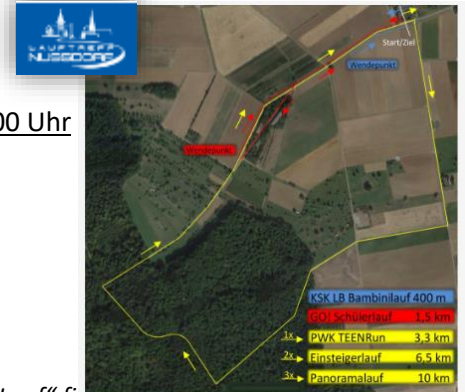 LAUFTREFF
NUSSDORF
00 Uhr
Start/Ziel
Wendepunkt
Wendepunkt
KSK LB Bambinilauf 400 m
GO! Schülerlauf 1,5 km
1x PWK TEENRun 3,3 km
2x Einsteigerlauf 6,5 km
3x Panoramalauf 10 km